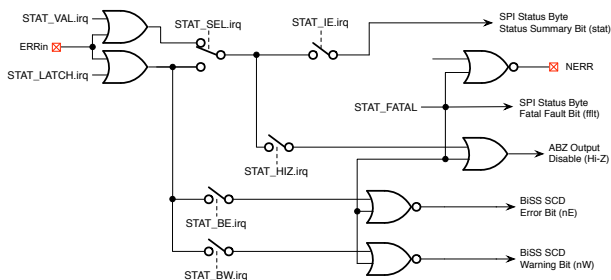 STAT_VAL.irq
ERRin
STAT_LATCH.irq
STAT_SEL.irq
STAT_IE.irq
SPI Status Byte
Status Summary Bit (stat)
NERR
STAT_FATAL
SPI Status Byte
Fatal Fault Bit (fflt)
STAT_HIZ.irq
ABZ Output
Disable (Hi-Z)
STAT_BE.irq
BiSS SCD
Error Bit (nE)
STAT_BW.irq
BiSS SCD
Warning Bit (nW)